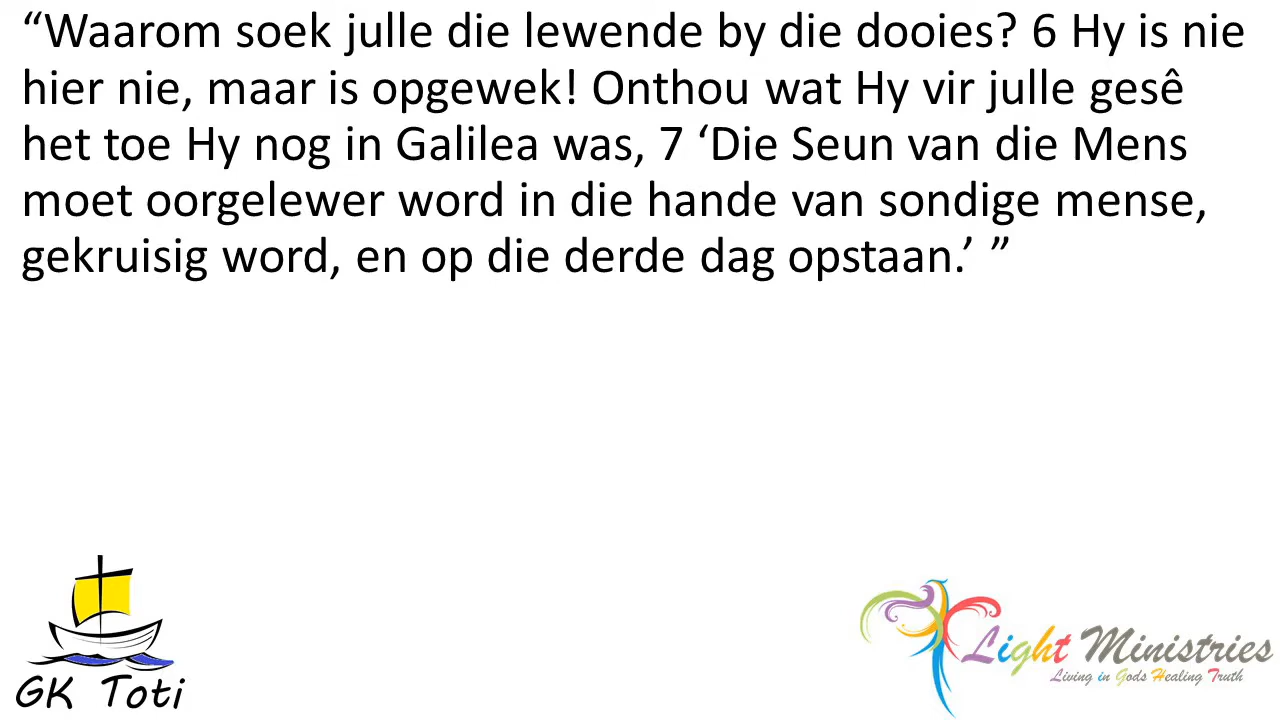 “Waarom soek julle die lewende by die dooies? 6 Hy is nie
hier nie, maar is opgewek! Onthou wat Hy vir julle gesê
het toe Hy nog in Galilea was, 7 ‘Die Seun van die Mens
moet oorgelewer word in die hande van sondige mense,
gekruisig word, en op die derde dag opstaan.’ ”
GK Toti
Light Ministries
Living in Gods Healing Truth